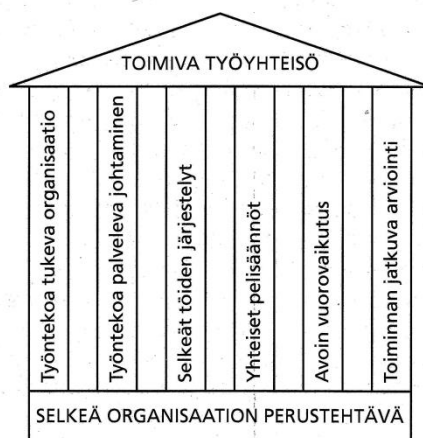 TOIMIVA TYÖYHTEISÖ
Työntekoa tukeva organisaatio
Työntekoa palveleva johtaminen
Selkeät töiden järjestelyt
Yhteiset pelisäännöt
Avoin vuorovaikutus
Toiminnan jatkuva arviointi
SELKEÄ ORGANISAATION PERUSTEHTÄVÄ